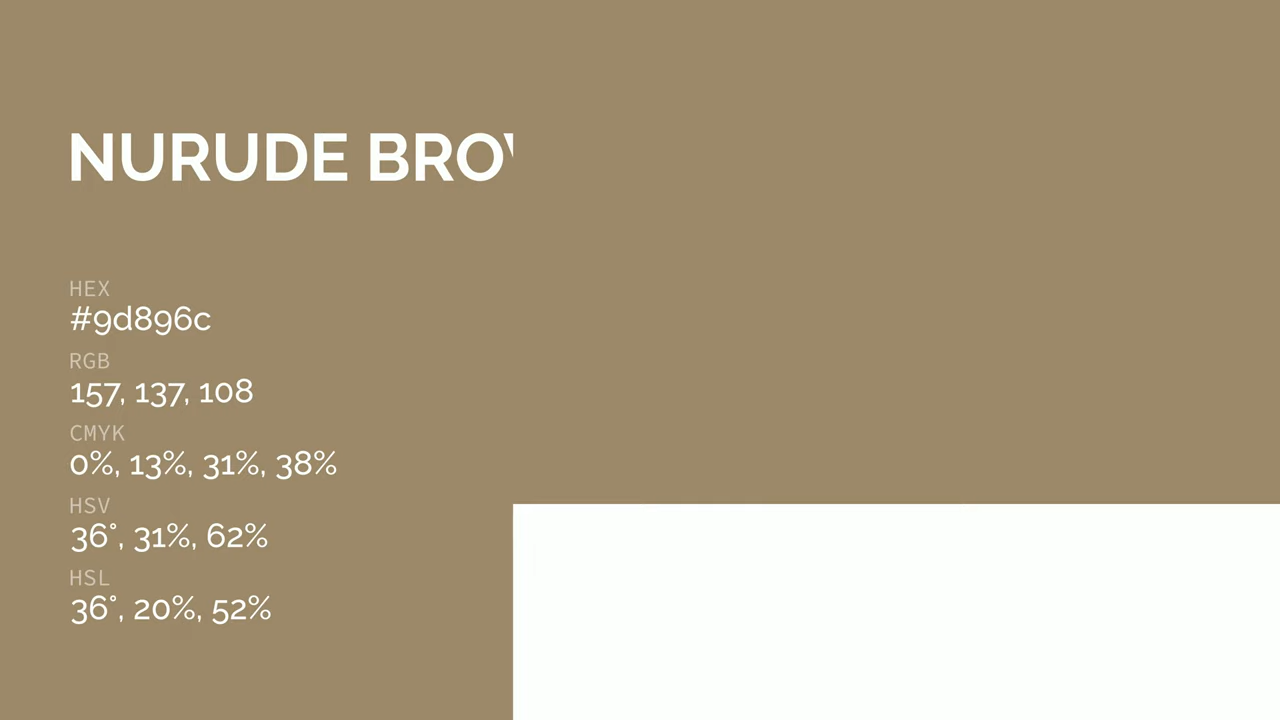 NURUDE BRO
HEX
#9d896c
RGB
157, 137, 108
CMYK
0%, 13%, 31%, 38%
HSV
36°, 31%, 62%
HSL
36°, 20%, 52%